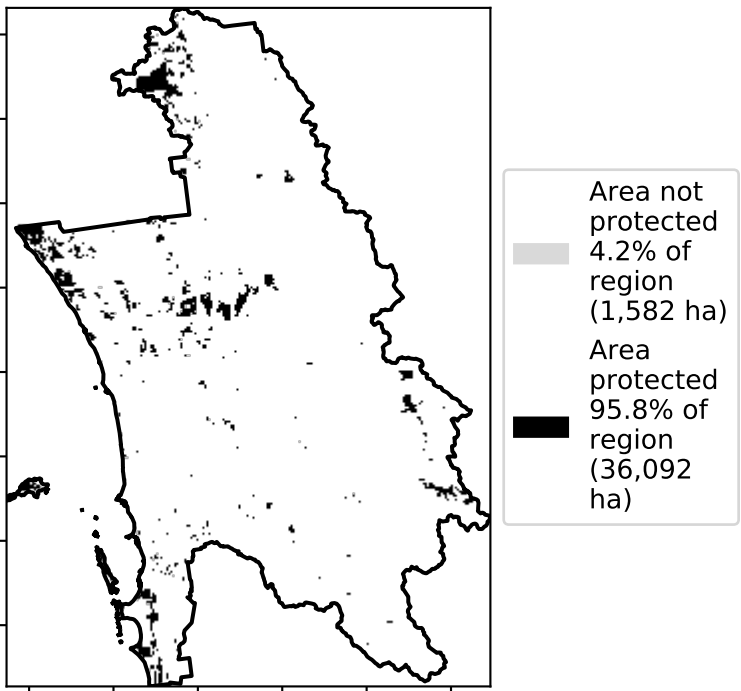 Area not
protected
4.2% of
region
(1,582 ha)
Area
protected
95.8% of
region
(36,092
ha)